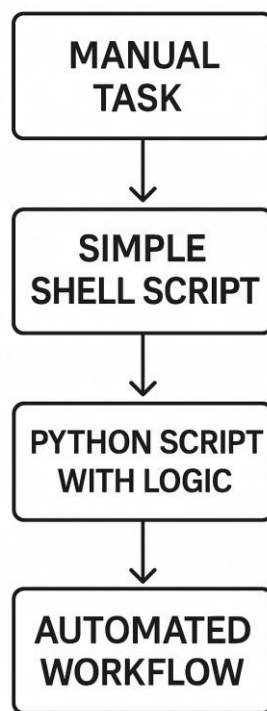 MANUAL
TASK
SIMPLE
SHELL SCRIPT
PYTHON SCRIPT
WITH LOGIC
AUTOMATED
WORKFLOW